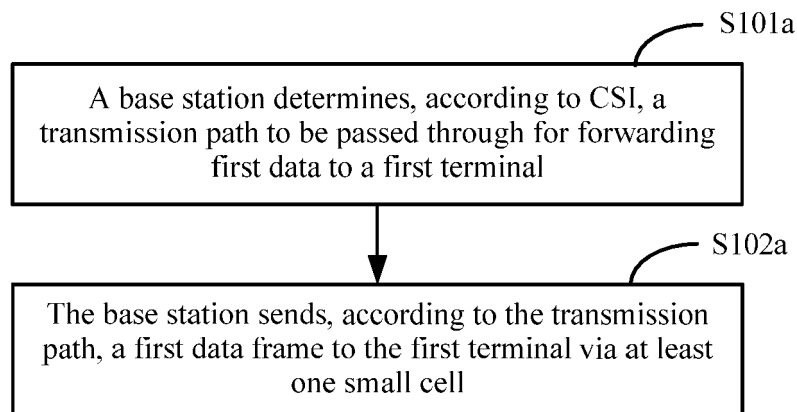 S101a
A base station determines, according to CSI, a
transmission path to be passed through for forwarding
first data to a first terminal
S102a
The base station sends, according to the transmission
path, a first data frame to the first terminal via at least
one small cell